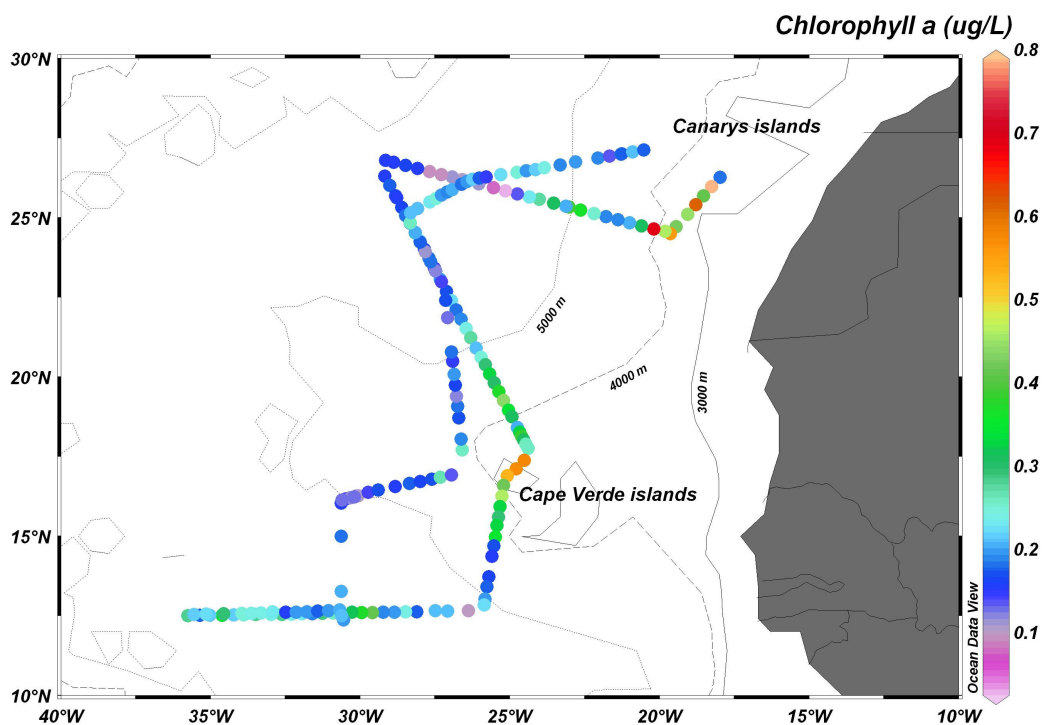 Chlorophyll a (ug/L)
30°N
25°N
20°N
15°N
10°N
40°W
35°W
30°W
25°W
20°W
15°W
10°W
Canarys islands
Cape Verde islands
5000 m
4000 m
3000 m
Ocean Data View
0.8
0.7
0.6
0.5
0.4
0.3
0.2
0.1